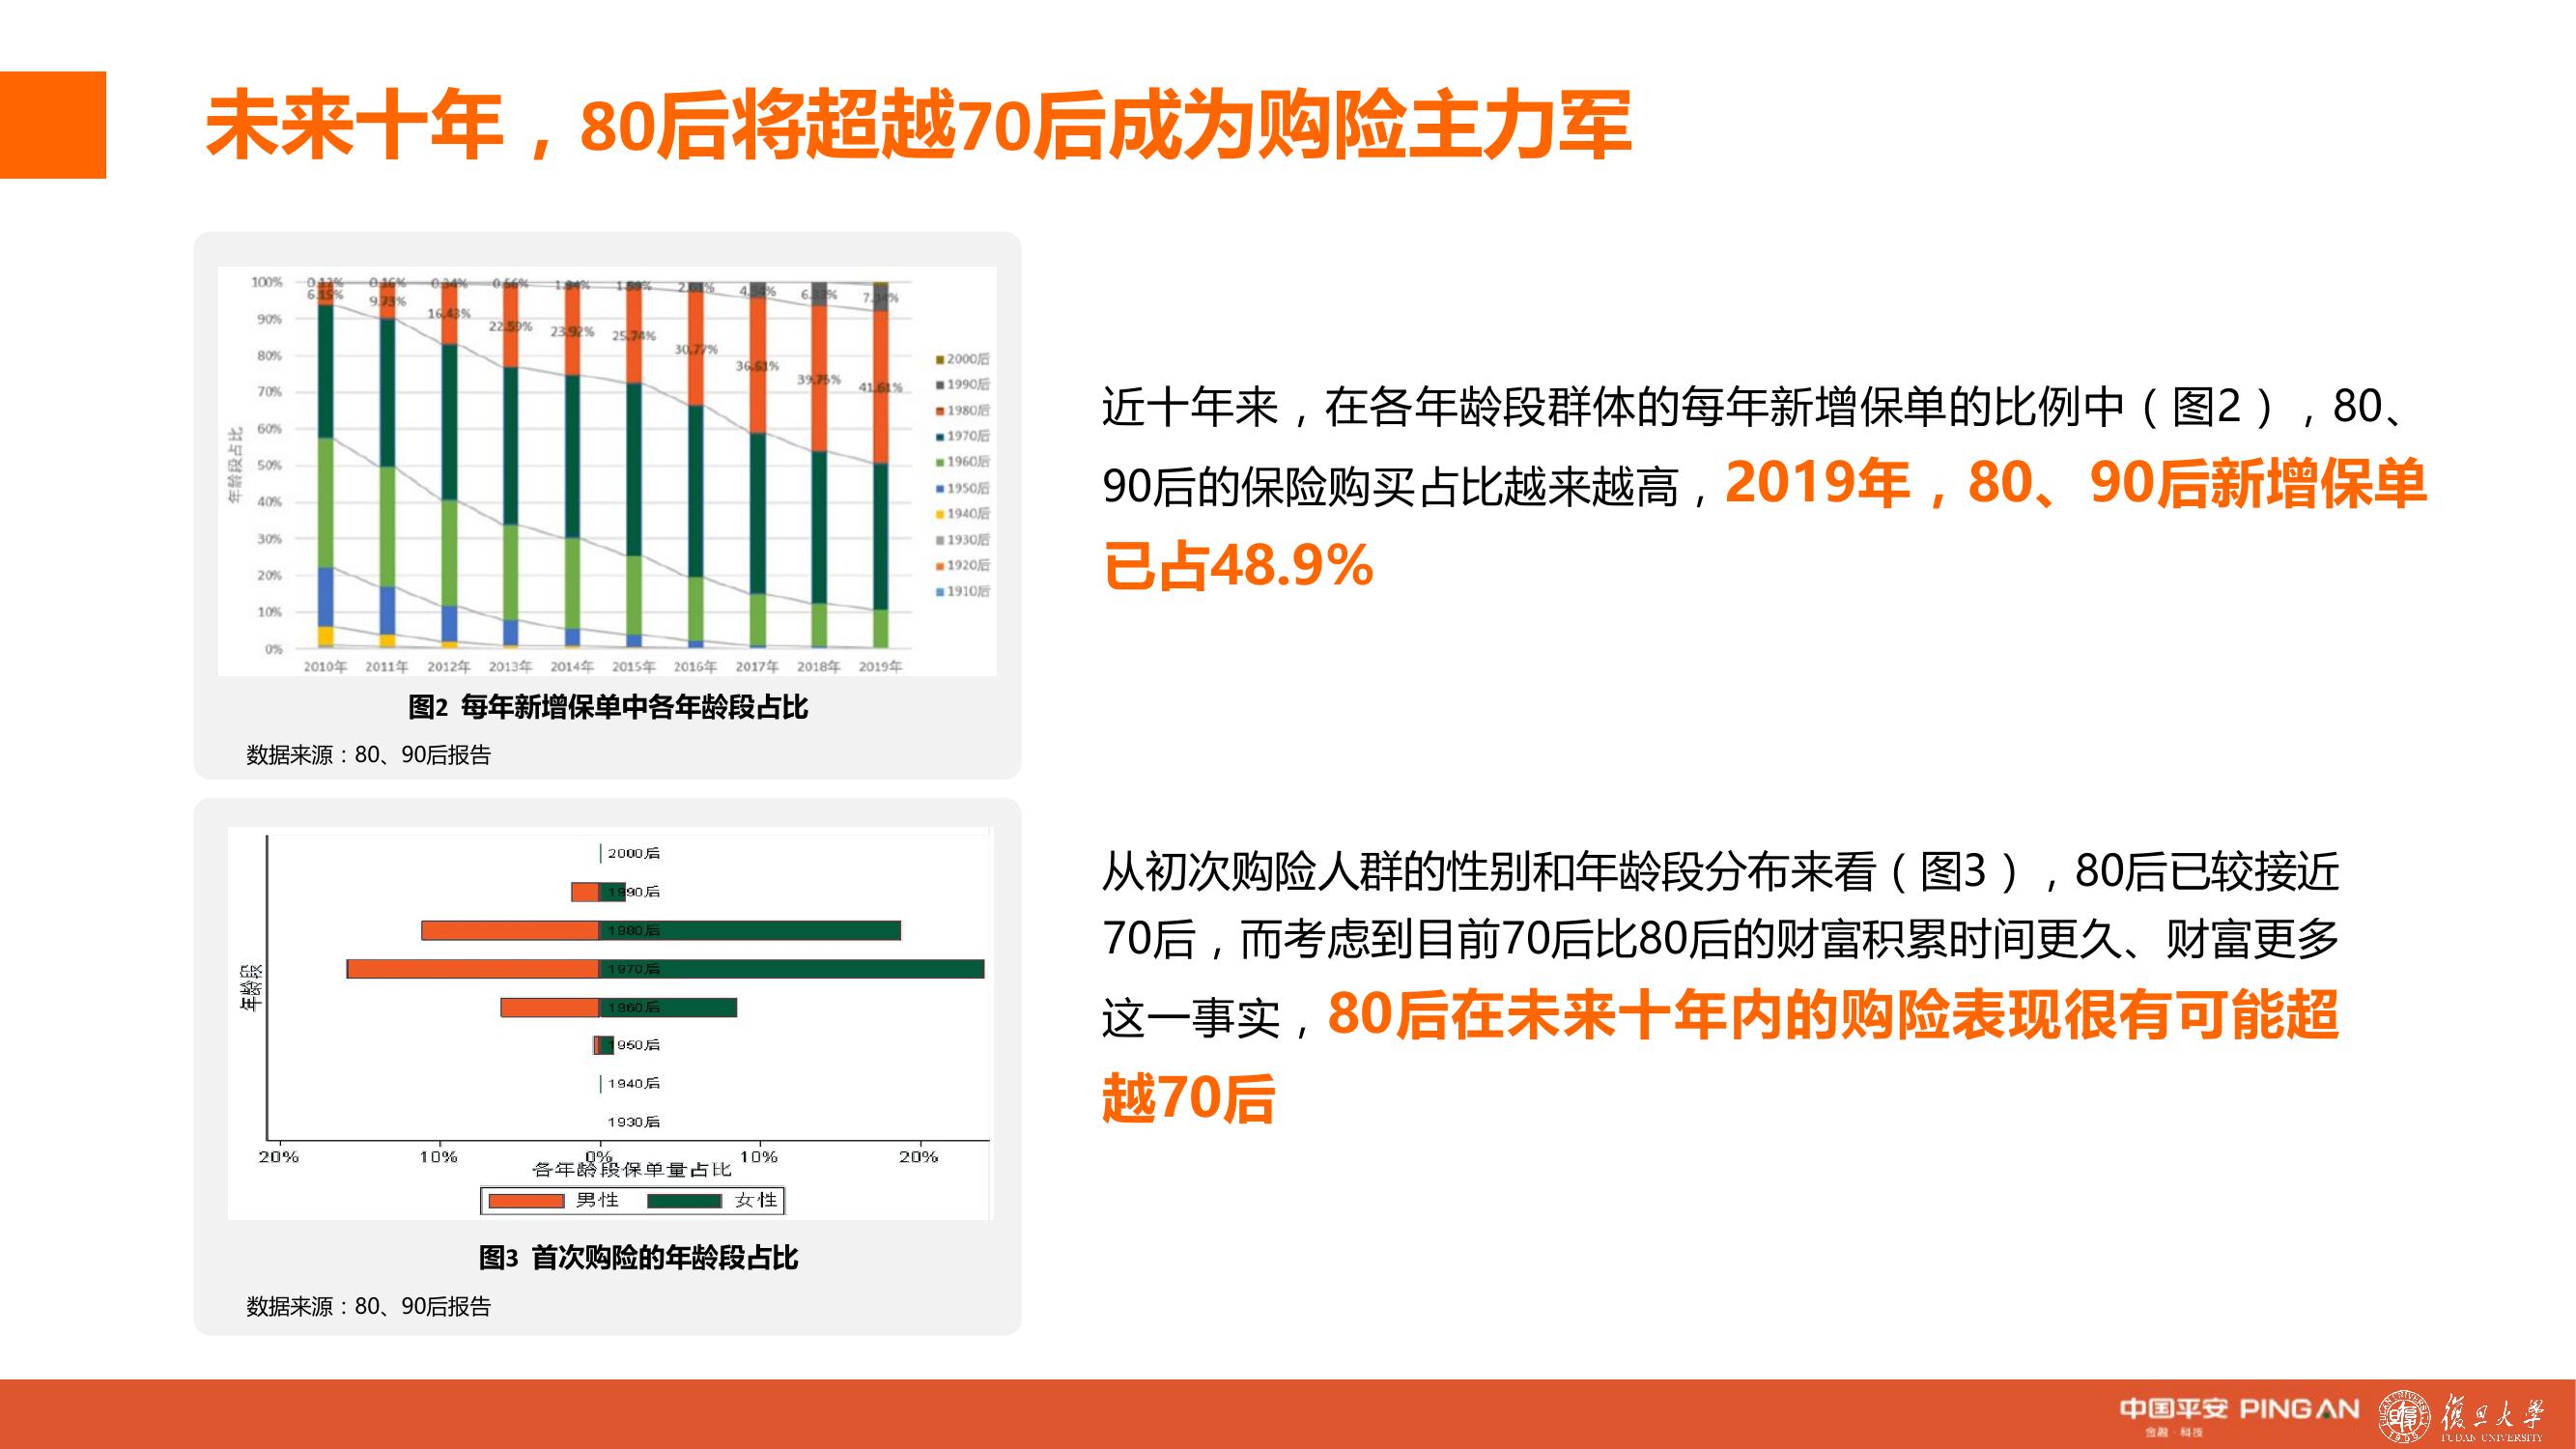 未来十年，80后将超越70后成为购险主力军
100%
90%
80%
70%
60%
50%
40%
30%
20%
10%
0%
年龄段占比
0.13% 0.16% 0.34% 0.56% 1.34% 1.59% 2.61%
6.15% 9.73% 16.43% 22.59% 23.92% 25.74% 30.77% 36.61% 39.75% 41.61%
2000后
1990后
1980后
1970后
1960后
1950后
1940后
1930后
1920后
1910后
2010年 2011年 2012年 2013年 2014年 2015年 2016年 2017年 2018年 2019年
图2 每年新增保单中各年龄段占比
数据来源：80、90后报告
近十年来，在各年龄段群体的每年新增保单的比例中（图2），80、
90后的保险购买占比越来越高，2019年，80、90后新增保单
已占48.9%
2000后
1990后
1980后
1970后
1960后
1950后
1940后
1930后
年龄段
20% 10% 0% 10% 20%
各年龄段保单量占比
男性 女性
图3 首次购险的年龄段占比
数据来源：80、90后报告
从初次购险人群的性别和年龄段分布来看（图3），80后已较接近
70后，而考虑到目前70后比80后的财富积累时间更久、财富更多
这一事实，80后在未来十年内的购险表现很有可能超
越70后
中国平安 PING AN
金融·科技
復旦大學
FUDAN UNIVERSITY